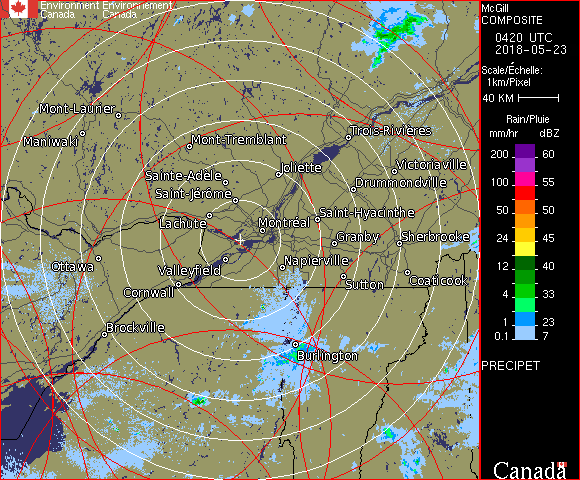 Environment Environnement
Canada Canada
McGill
COMPOSITE
0420 UTC
2018-05-23
Scale/Échelle:
1km/Pixel
40 KM
Rain/Pluie
mm/hr dBZ
200 60
100 55
50 50
24 45
12 40
4 33
1 23
0.1 7
PRECIPET
Canada
Mont-Laurier
Maniwaki
Mont-Tremblant
Trois-Rivières
Joliette
Victoriaville
Sainte-Adèle
Drummondville
Saint-Jérôme
Saint-Hyacinthe
Lachute
Montréal
Granby
Sherbrooke
Ottawa
Valleyfield
Napierville
Cornwall
Sutton
Coaticook
Brockville
Burlington